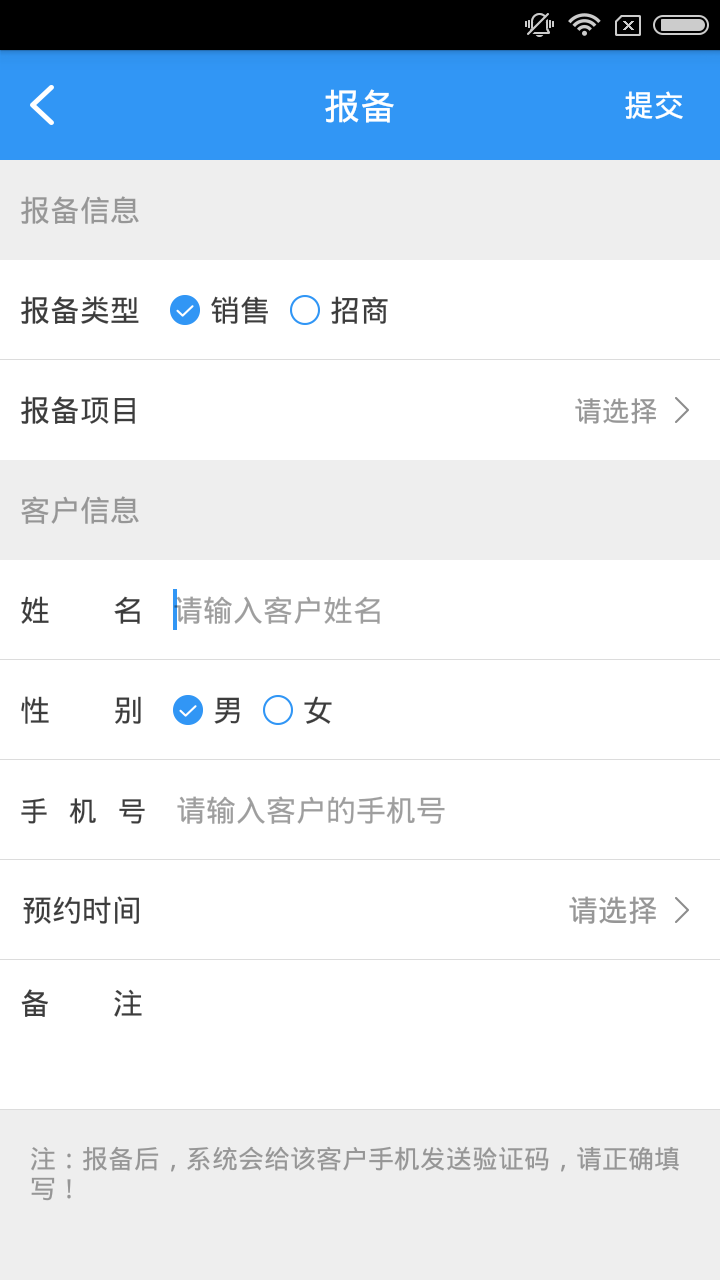 报备
提交
报备信息
报备类型 销售 招商
报备项目 请选择
客户信息
姓 名 请输入客户姓名
性 别 男 女
手 机 号 请输入客户的手机号
预约时间 请选择
备 注
注：报备后，系统会给该客户手机发送验证码，请正确填
写！